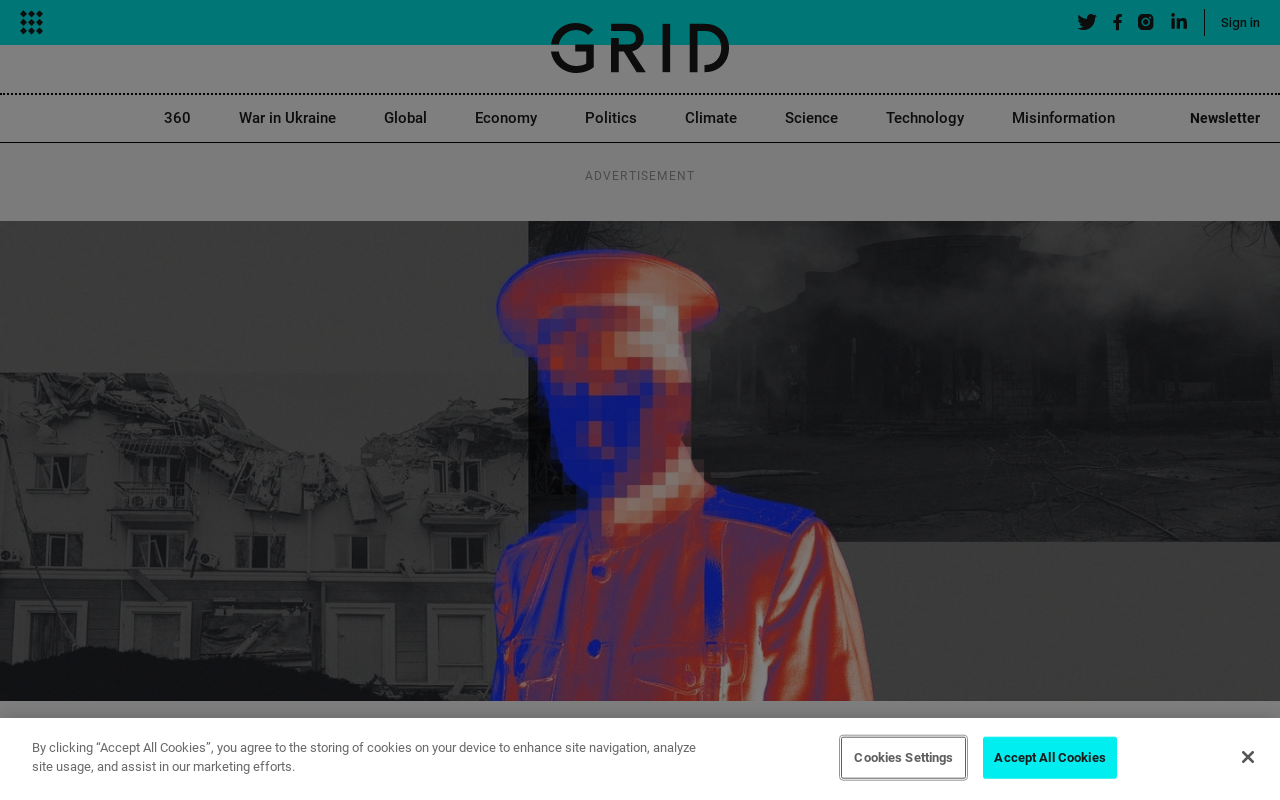 Sign in
GRID
360
War in Ukraine
Global
Economy
Politics
Climate
Science
Technology
Misinformation
Newsletter
ADVERTISEMENT
By clicking “Accept All Cookies”, you agree to the storing of cookies on your device to enhance site navigation, analyze
site usage, and assist in our marketing efforts.
Cookies Settings
Accept All Cookies